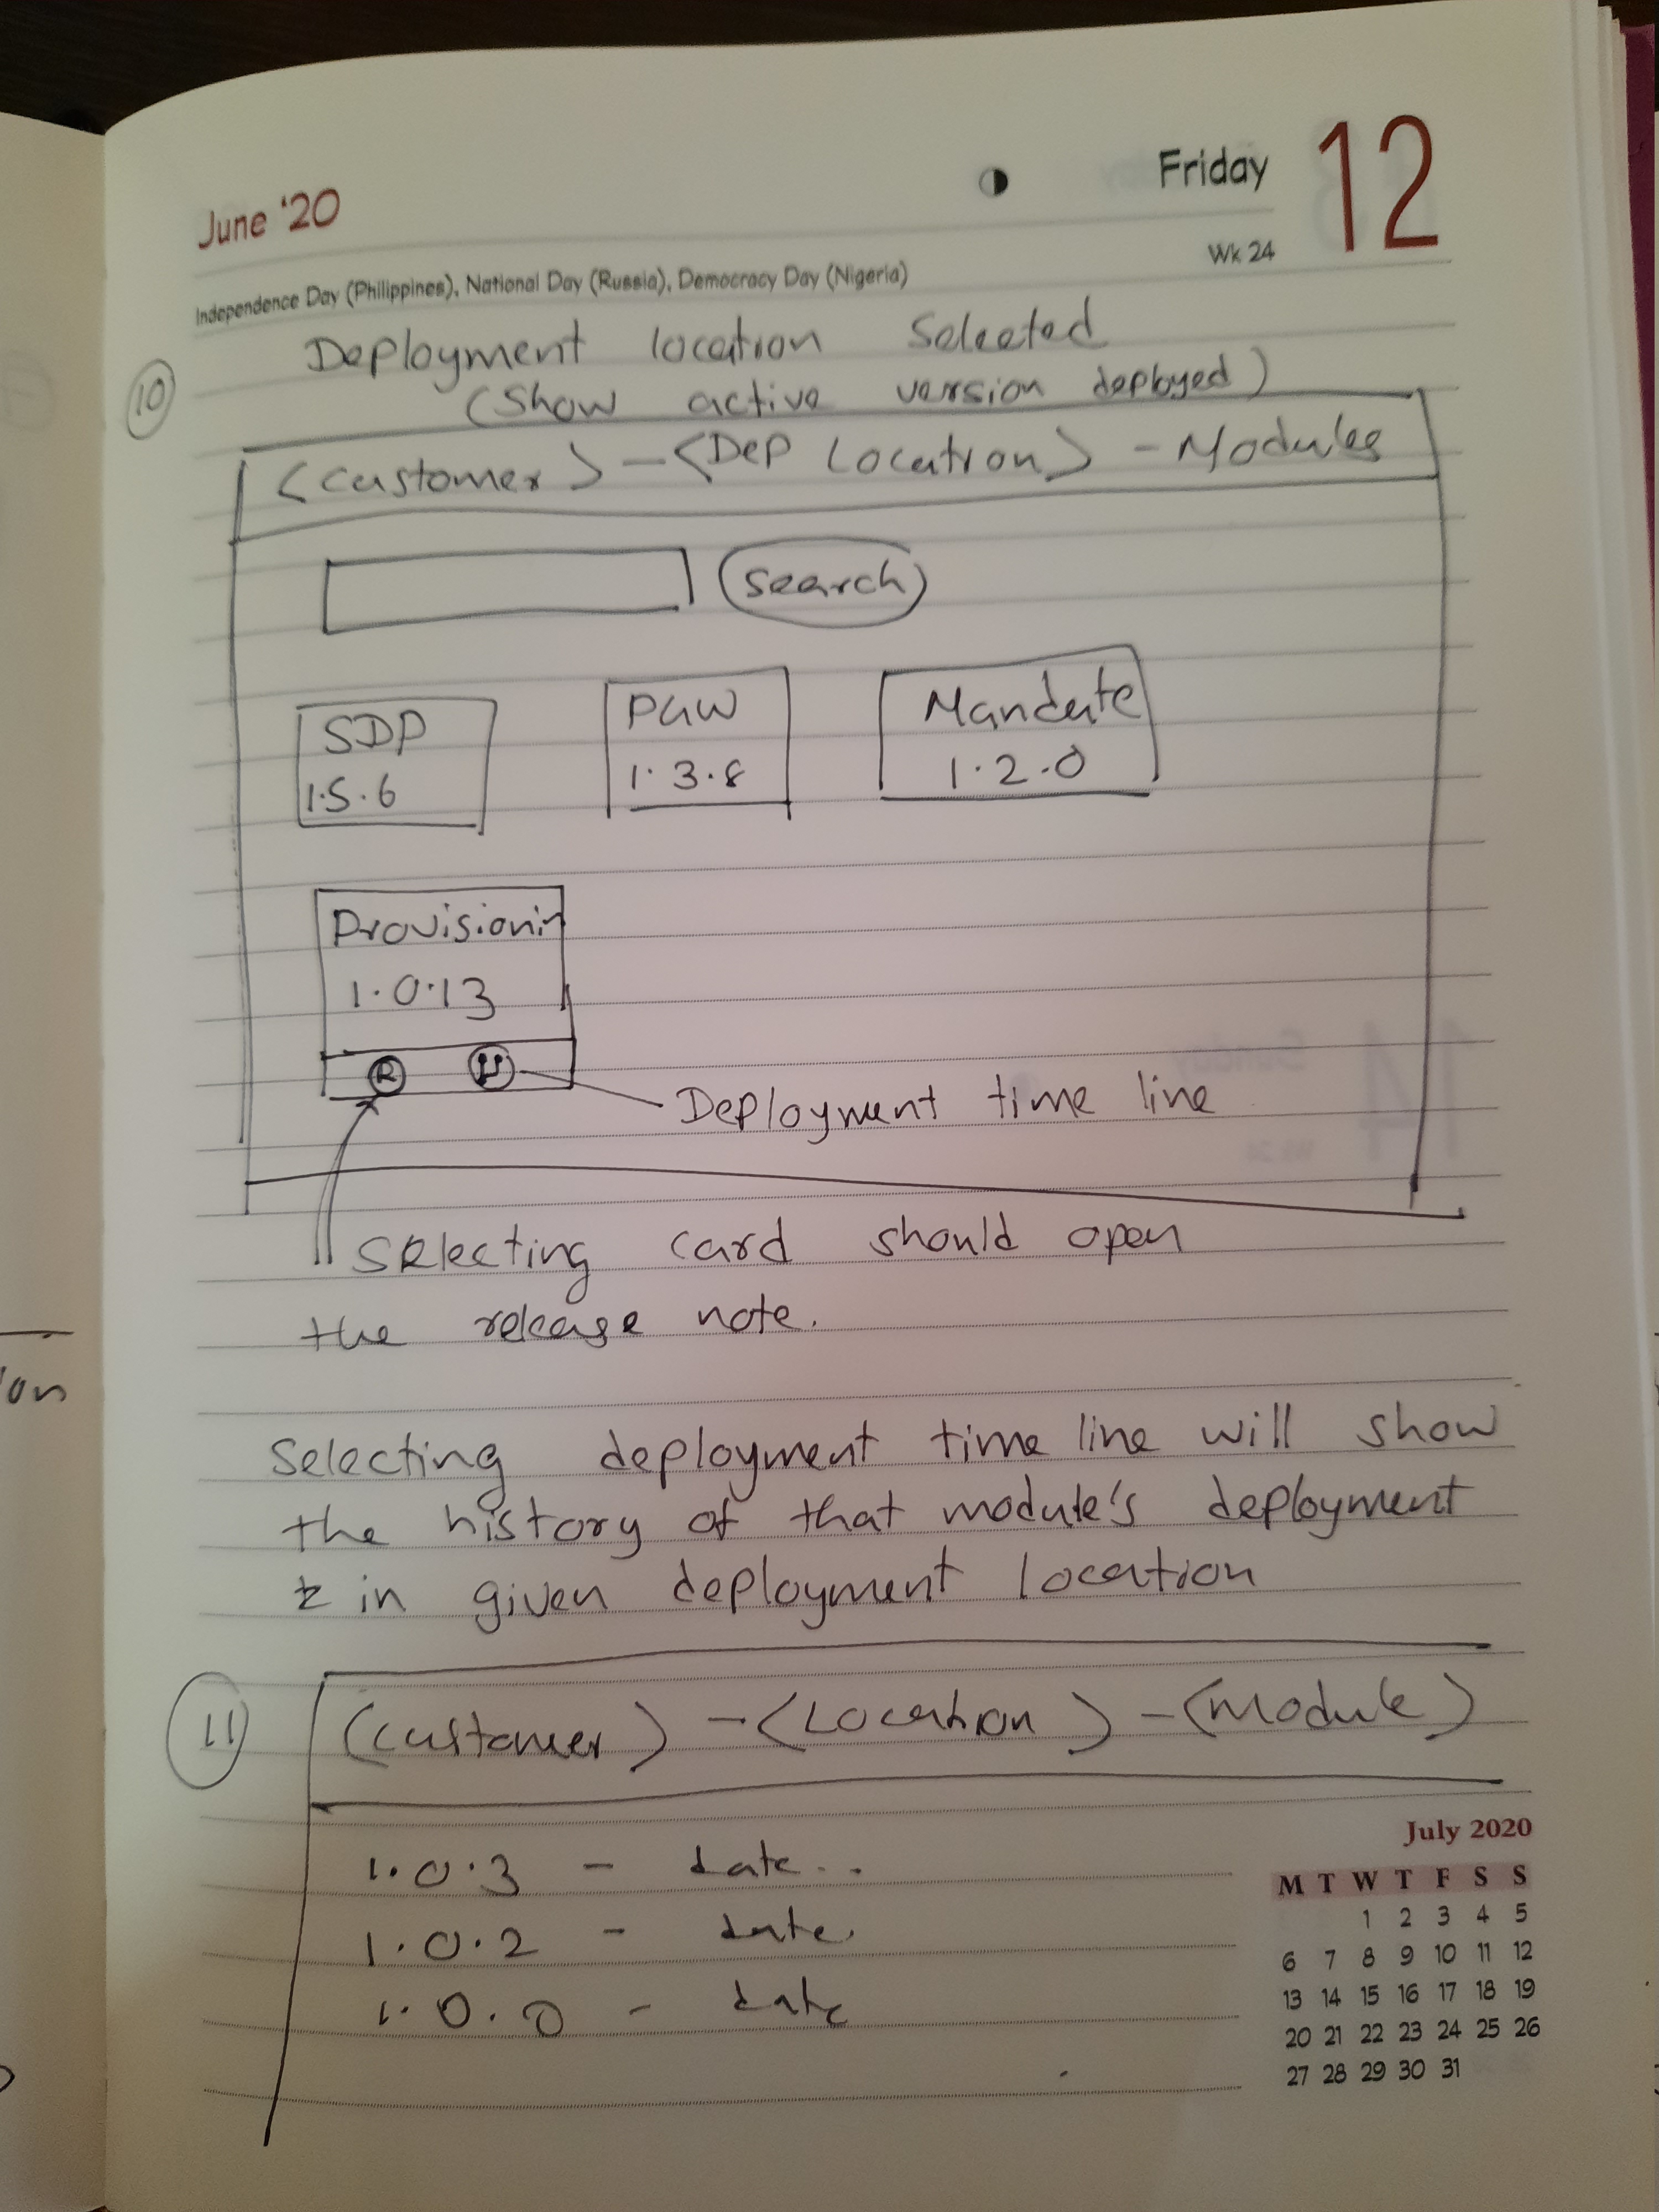 June '20
Friday 12
Wk 24
Independence Day (Philippines), National Day (Russia), Democracy Day (Nigeria)
10
Deployment location Selected
(Show active version deployed)
<customer> - <Dep Location> - Modules
Search
SDP PGW Mandate
1.5.6 1.3.8 1.2.0
Provisionin
1.0.13
R
Deployment time line
Selecting card should open
the release note.
Selecting deployment time line will show
the history of that module's deployment
in given deployment location
11
<customer> - <Location> - <Module>
1.0.3 - date..
1.0.2 - date.
1.0.0 - date
July 2020
M T W T F S S
1 2 3 4 5
6 7 8 9 10 11 12
13 14 15 16 17 18 19
20 21 22 23 24 25 26
27 28 29 30 31
on